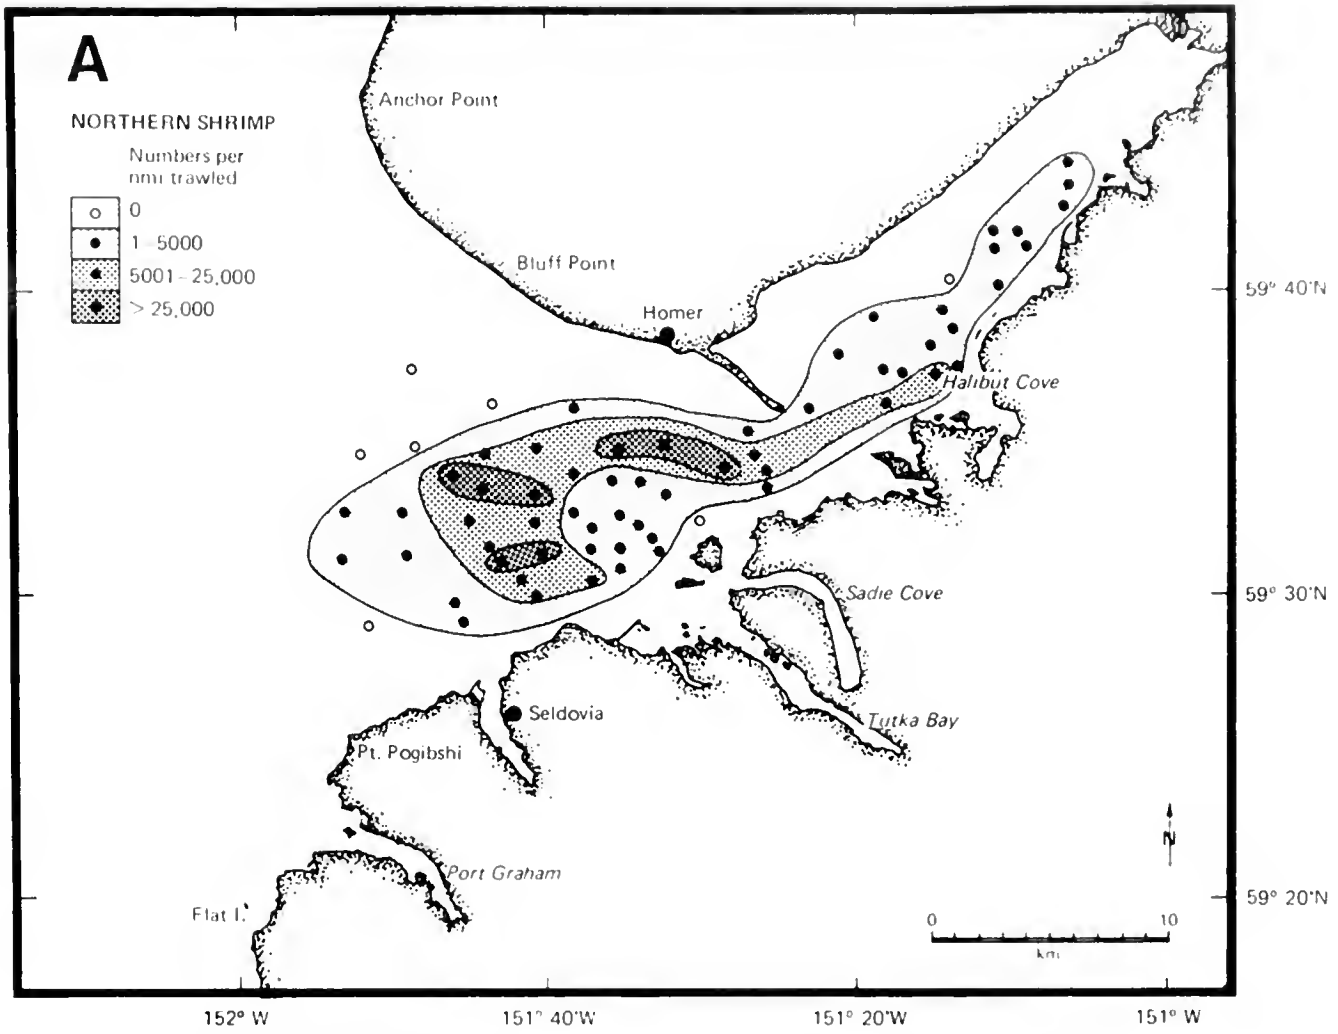 A
Anchor Point
NORTHERN SHRIMP
Numbers per
nmi trawled
0
1-5000
5001-25,000
> 25,000
Bluff Point
Homer
59° 40'N
Halibut Cove
Sadie Cove
59° 30'N
Seldovia
Tutka Bay
Pt. Pogibshi
N
Port Graham
Flat I.
59° 20'N
0 10
km
152° W
151° 40'W
151° 20'W
151° W